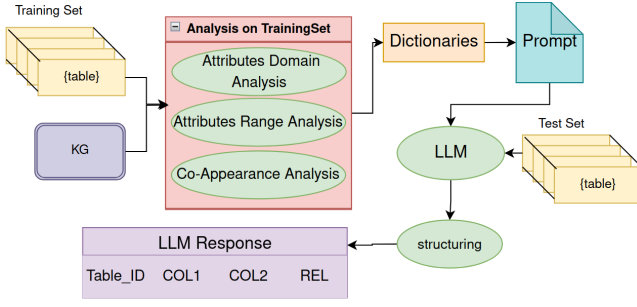 Training Set
{table}
KG
Analysis on TrainingSet
Attributes Domain
Analysis
Attributes Range Analysis
Co-Appearance Analysis
Dictionaries
Prompt
LLM
Test Set
{table}
structuring
LLM Response
Table_ID COL1 COL2 REL